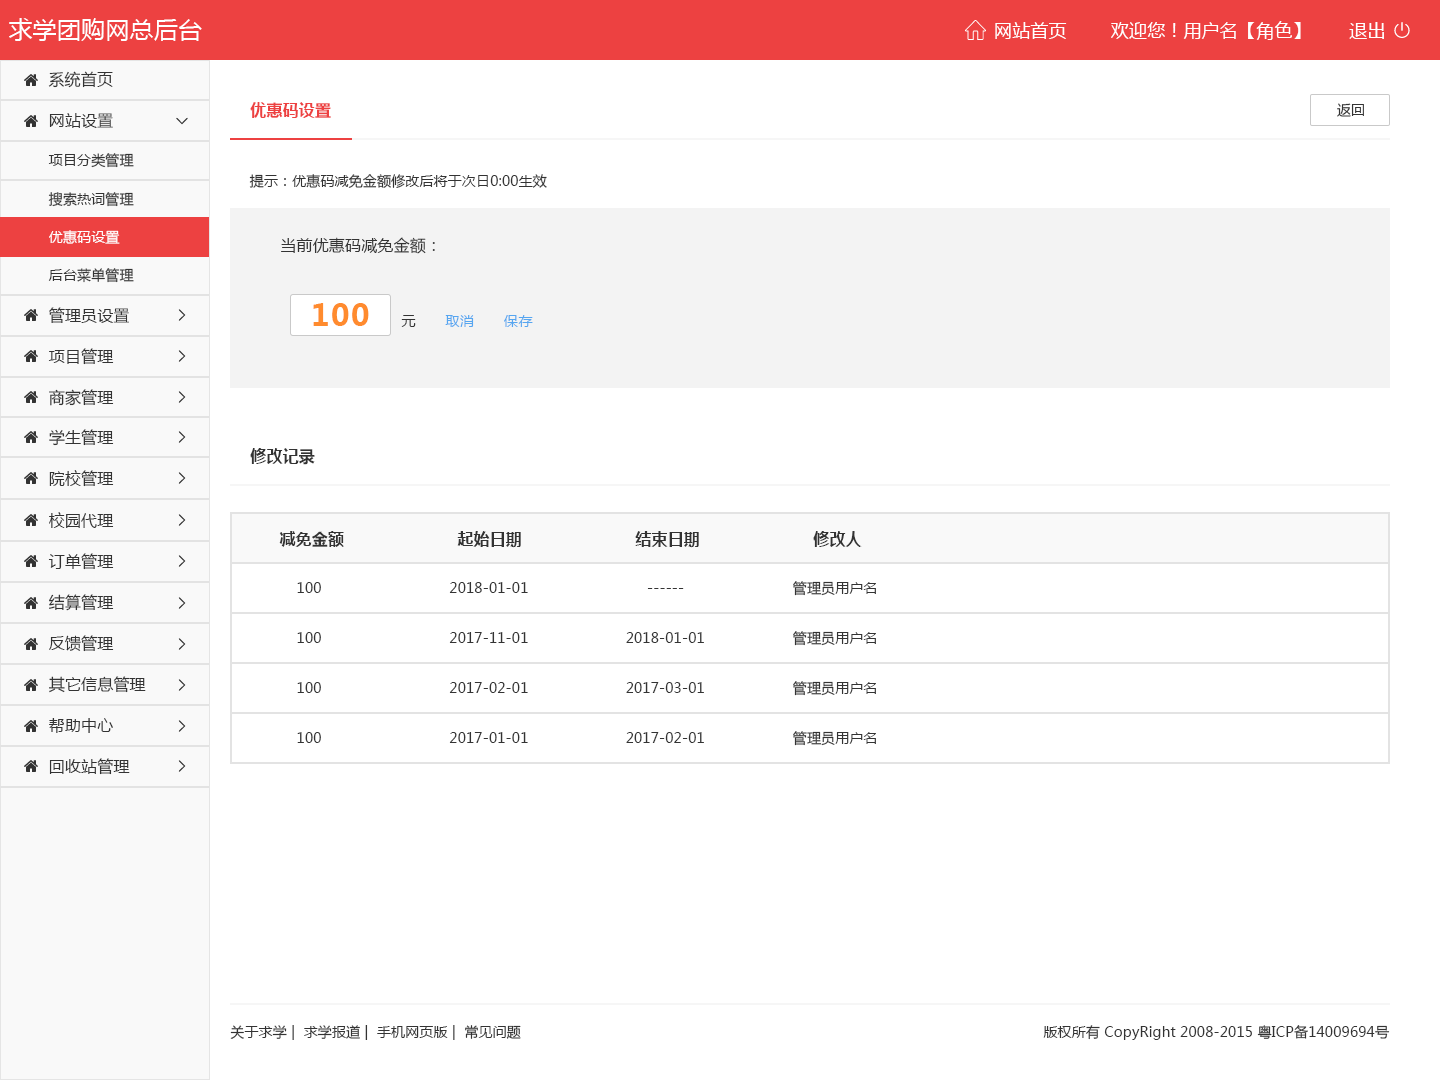 求学团购网总后台
网站首页 欢迎您！用户名【角色】 退出
系统首页
网站设置
项目分类管理
搜索热词管理
优惠码设置
后台菜单管理
管理员设置
项目管理
商家管理
学生管理
院校管理
校园代理
订单管理
结算管理
反馈管理
其它信息管理
帮助中心
回收站管理
优惠码设置 返回
提示：优惠码减免金额修改后将于次日0:00生效
当前优惠码减免金额：
100 元 取消 保存
修改记录
减免金额 起始日期 结束日期 修改人
100 2018-01-01 ------ 管理员用户名
100 2017-11-01 2018-01-01 管理员用户名
100 2017-02-01 2017-03-01 管理员用户名
100 2017-01-01 2017-02-01 管理员用户名
关于求学 | 求学报道 | 手机网页版 | 常见问题
版权所有 CopyRight 2008-2015 粤ICP备14009694号